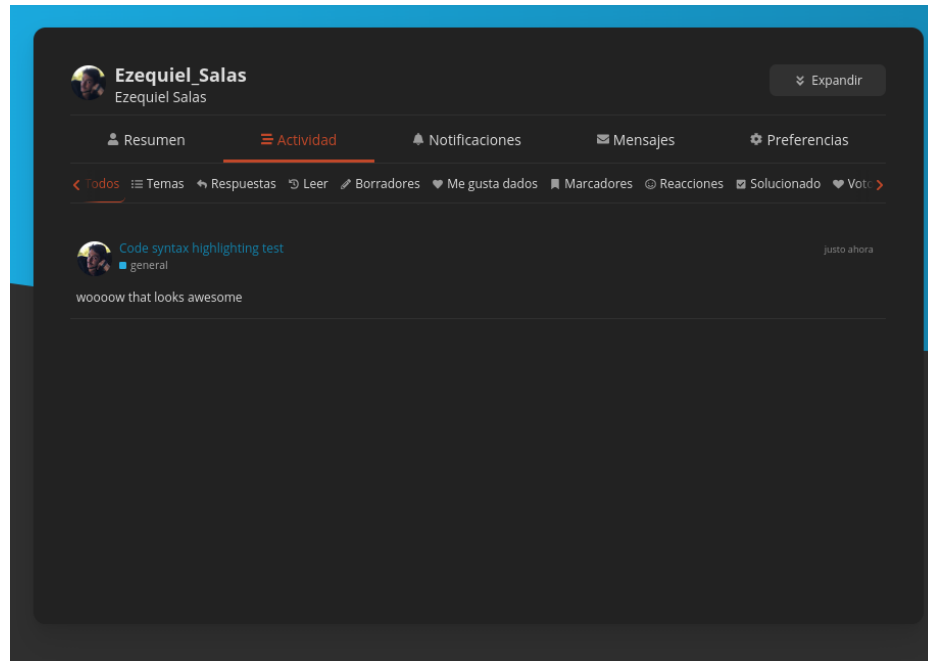 Ezequiel_Salas
Ezequiel Salas
Expandir
Resumen Actividad Notificaciones Mensajes Preferencias
Todos Temas Respuestas Leer Borradores Me gusta dados Marcadores Reacciones Solucionado
Code syntax highlighting test justo ahora
general
woooow that looks awesome